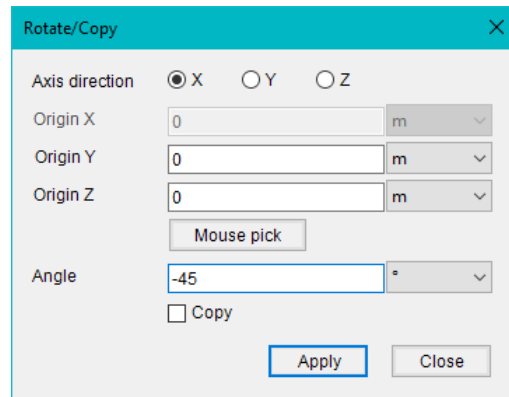 Rotate/Copy
Axis direction X Y Z
Origin X 0 m
Origin Y 0 m
Origin Z 0 m
Mouse pick
Angle -45 °
Copy
Apply Close